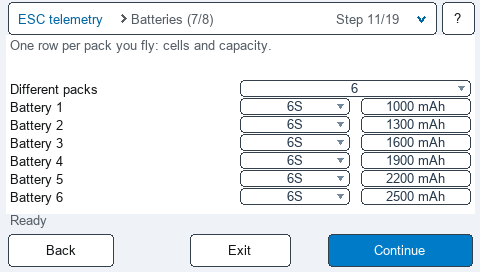 ESC telemetry > Batteries (7/8) Step 11/19 ?
One row per pack you fly: cells and capacity.
Different packs 6
Battery 1 6S 1000 mAh
Battery 2 6S 1300 mAh
Battery 3 6S 1600 mAh
Battery 4 6S 1900 mAh
Battery 5 6S 2200 mAh
Battery 6 6S 2500 mAh
Ready
Back Exit Continue